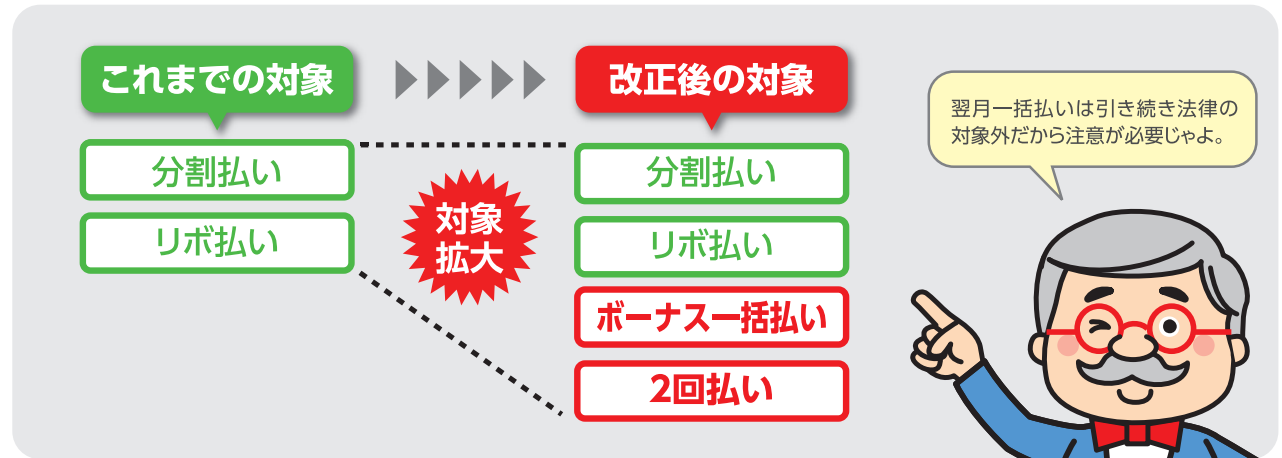 これまでの対象
改正後の対象
翌月一括払いは引き続き法律の
対象外だから注意が必要じゃよ。
分割払い
リボ払い
対象
拡大
分割払い
リボ払い
ボーナス一括払い
2回払い